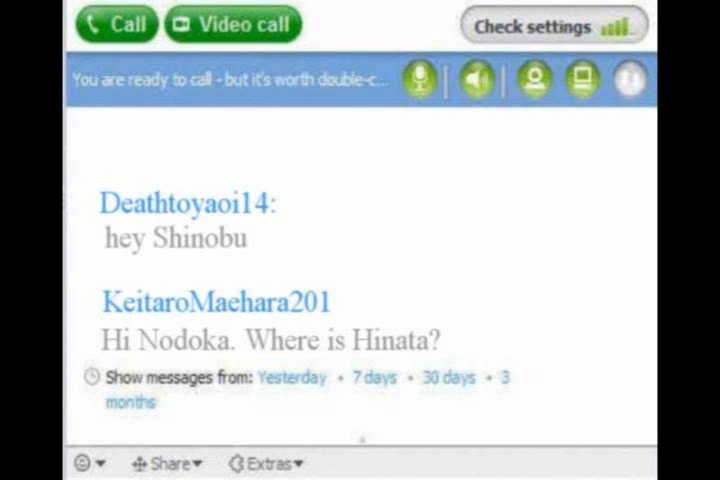 Call Video call Check settings
You are ready to call - but it's worth double-c...
Deathtoyaoi14:
hey Shinobu
KeitaroMaehara201
Hi Nodoka. Where is Hinata?
Show messages from: Yesterday • 7 days • 30 days • 3
months
Share Extras